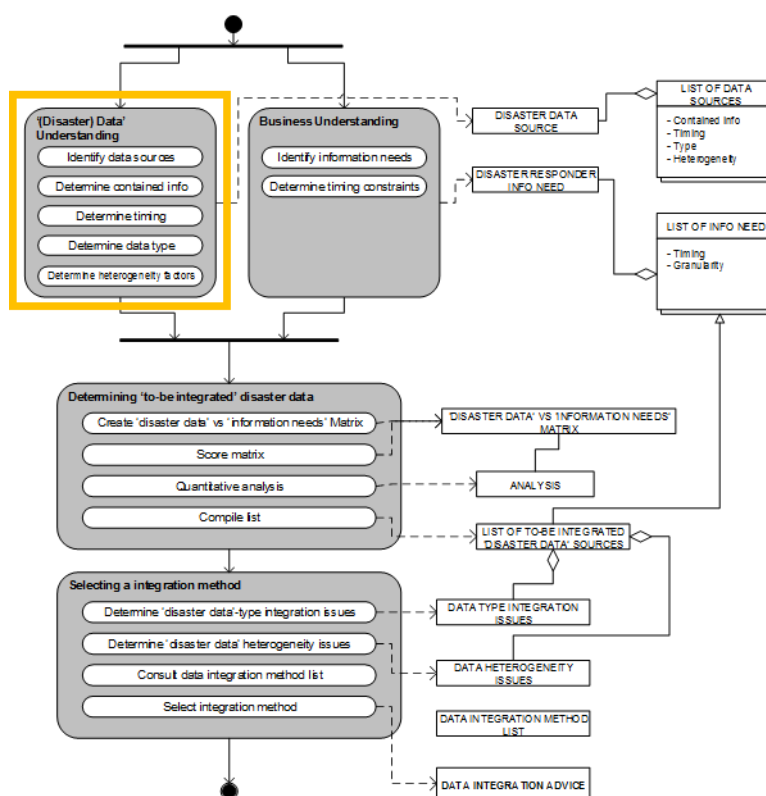 '(Disaster) Data'
Understanding
Identify data sources
Determine contained info
Determine timing
Determine data type
Determine heterogeneity factors
Business Understanding
Identify information needs
Determine timing constraints
DISASTER DATA
SOURCE
DISASTER RESPONDER
INFO NEED
LIST OF DATA
SOURCES
- Contained Info
- Timing
- Type
- Heterogeneity
LIST OF INFO NEED
- Timing
- Granularity
Determining 'to-be integrated' disaster data
Create 'disaster data' vs 'information needs' Matrix
Score matrix
Quantitative analysis
Compile list
'DISASTER DATA' VS 'INFORMATION NEEDS'
MATRIX
ANALYSIS
LIST OF TO-BE INTEGRATED
'DISASTER DATA' SOURCES
Selecting a integration method
Determine 'disaster data'-type integration issues
Determine 'disaster data' heterogeneity issues
Consult data integration method list
Select integration method
DATA TYPE INTEGRATION
ISSUES
DATA HETEROGENEITY
ISSUES
DATA INTEGRATION METHOD
LIST
DATA INTEGRATION ADVICE